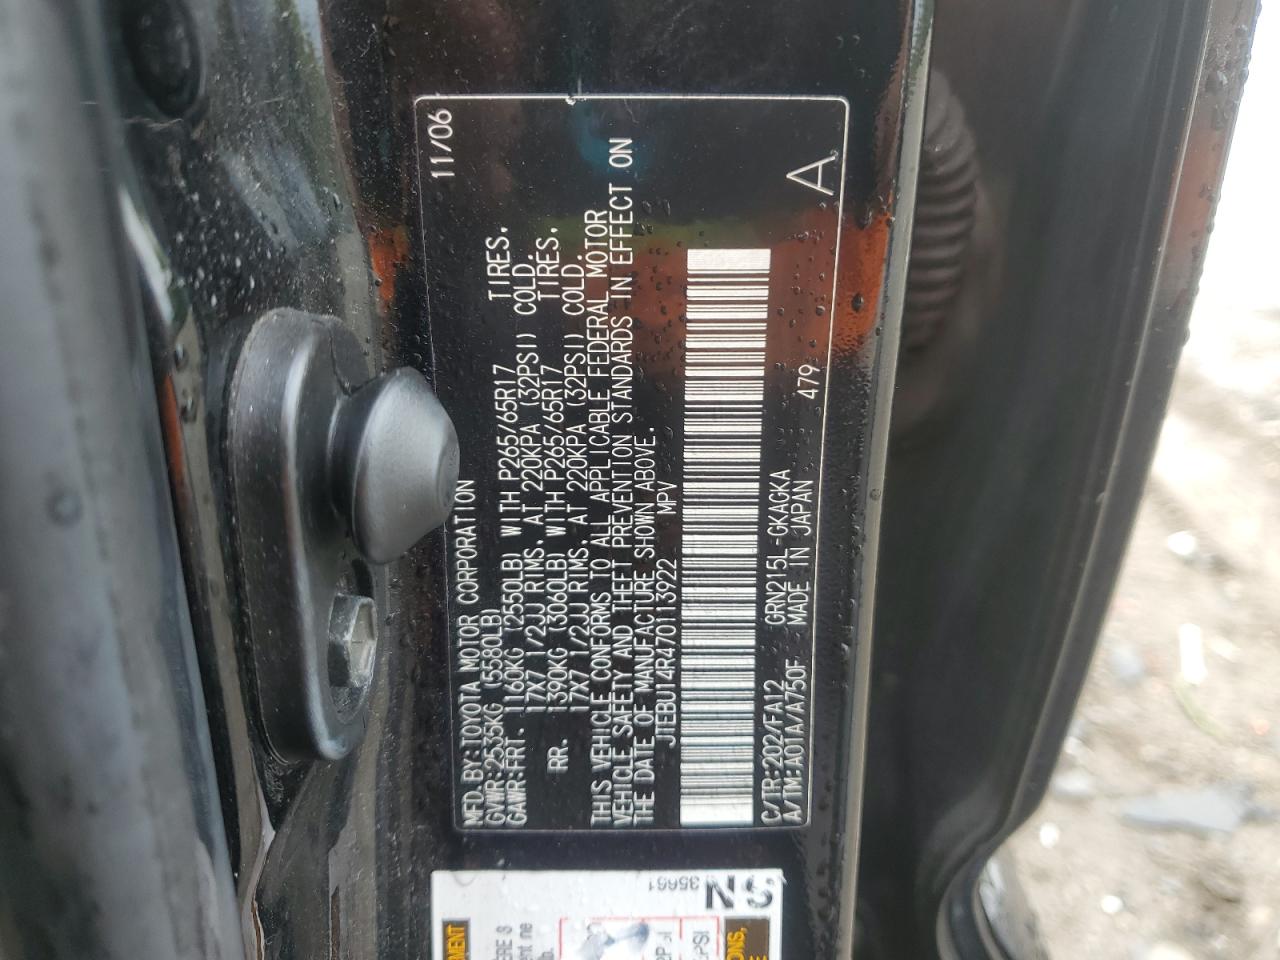 MFD. BY: TOYOTA MOTOR CORPORATION 11/06
GVWR: 2535KG (5580LB)
GAWR: FRT. 1160KG (2550LB) WITH P265/65R17 TIRES.
17X7 1/2JJ RIMS. AT 220KPA (32PSI) COLD.
RR. 1390KG (3060LB) WITH P265/65R17 TIRES.
17X7 1/2JJ RIMS. AT 220KPA (32PSI) COLD.
THIS VEHICLE CONFORMS TO ALL APPLICABLE FEDERAL MOTOR
VEHICLE SAFETY AND THEFT PREVENTION STANDARDS IN EFFECT ON
THE DATE OF MANUFACTURE SHOWN ABOVE.
JTEBU14R470113922 MPV
C/TR: 202/FA12 GRN215L-GKAGKA
A/TM: A01A/A750F MADE IN JAPAN 479 A
35661